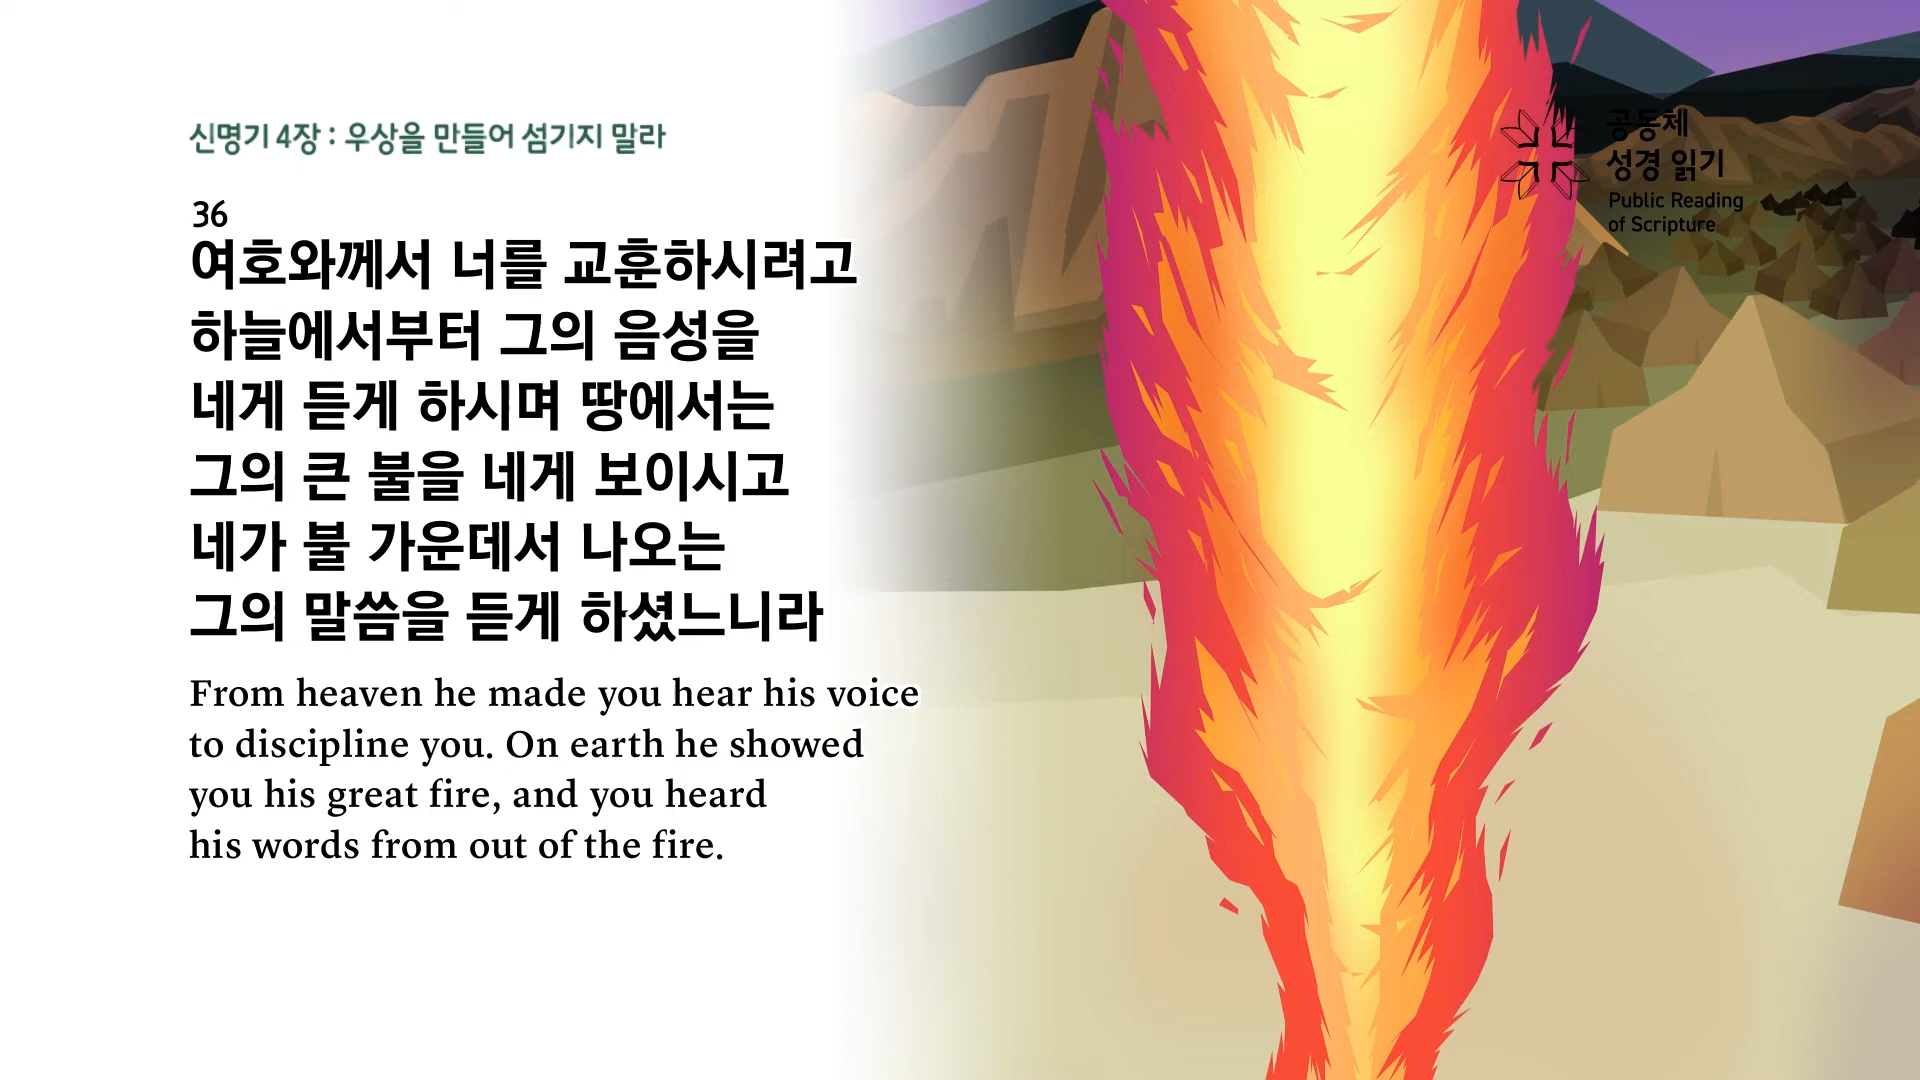 신명기 4장 : 우상을 만들어 섬기지 말라
36
여호와께서 너를 교훈하시려고
하늘에서부터 그의 음성을
네게 듣게 하시며 땅에서는
그의 큰 불을 네게 보이시고
네가 불 가운데서 나오는
그의 말씀을 듣게 하셨느니라
From heaven he made you hear his voice
to discipline you. On earth he showed
you his great fire, and you heard
his words from out of the fire.
공동체
성경 읽기
Public Reading
of Scripture